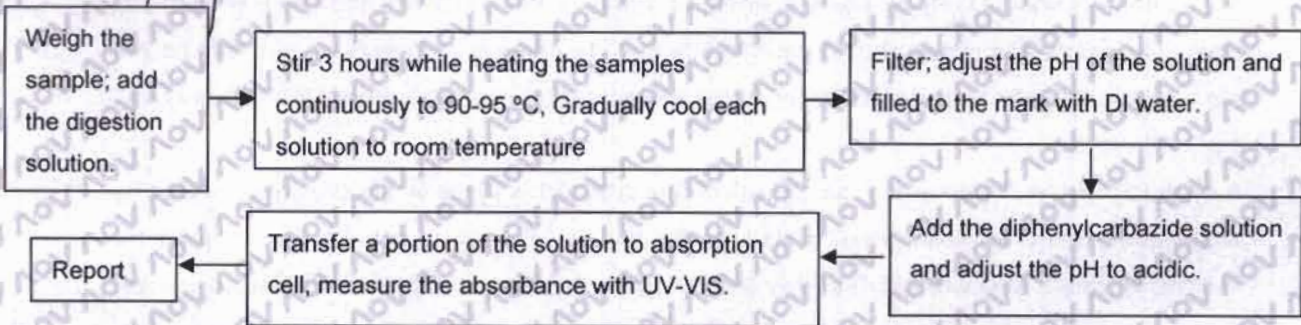 Weigh the
sample; add
the digestion
solution.
Stir 3 hours while heating the samples
continuously to 90-95 ºC, Gradually cool each
solution to room temperature
Filter; adjust the pH of the solution and
filled to the mark with DI water.
Add the diphenylcarbazide solution
and adjust the pH to acidic.
Transfer a portion of the solution to absorption
cell, measure the absorbance with UV-VIS.
Report